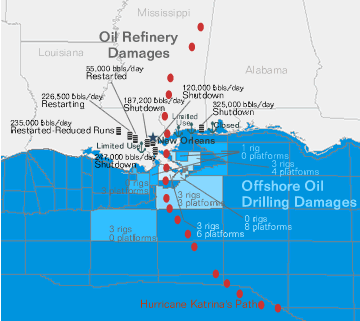 Mississippi
Oil Refinery
Damages
Louisiana
Alabama
55,000 bbls/day
Restarted
226,500 bbls/day
Restarting
187,200 bbls/day
Shutdown
120,000 bbls/day
Shutdown
325,000 bbls/day
Shutdown
235,000 bbls/day
Restarted-Reduced Runs
Limited
Use
Closed
Limited Use
New Orleans
247,000 bbls/day
Shutdown
1 rig
0 platforms
3 rigs
4 platforms
Offshore Oil
Drilling Damages
3 rigs
3 platforms
0 rigs
8 platforms
3 rigs
6 platforms
3 rigs
0 platforms
Hurricane Katrina's Path